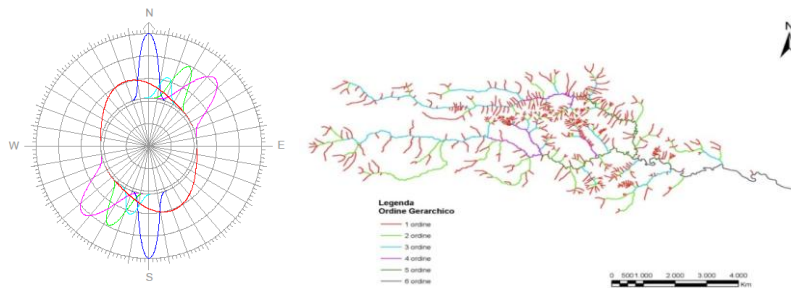 N
W
E
S
N
Legenda
Ordine Gerarchico
1 ordine
2 ordine
3 ordine
4 ordine
5 ordine
6 ordine
0 500 1 000 2 000 3 000 4 000
Km